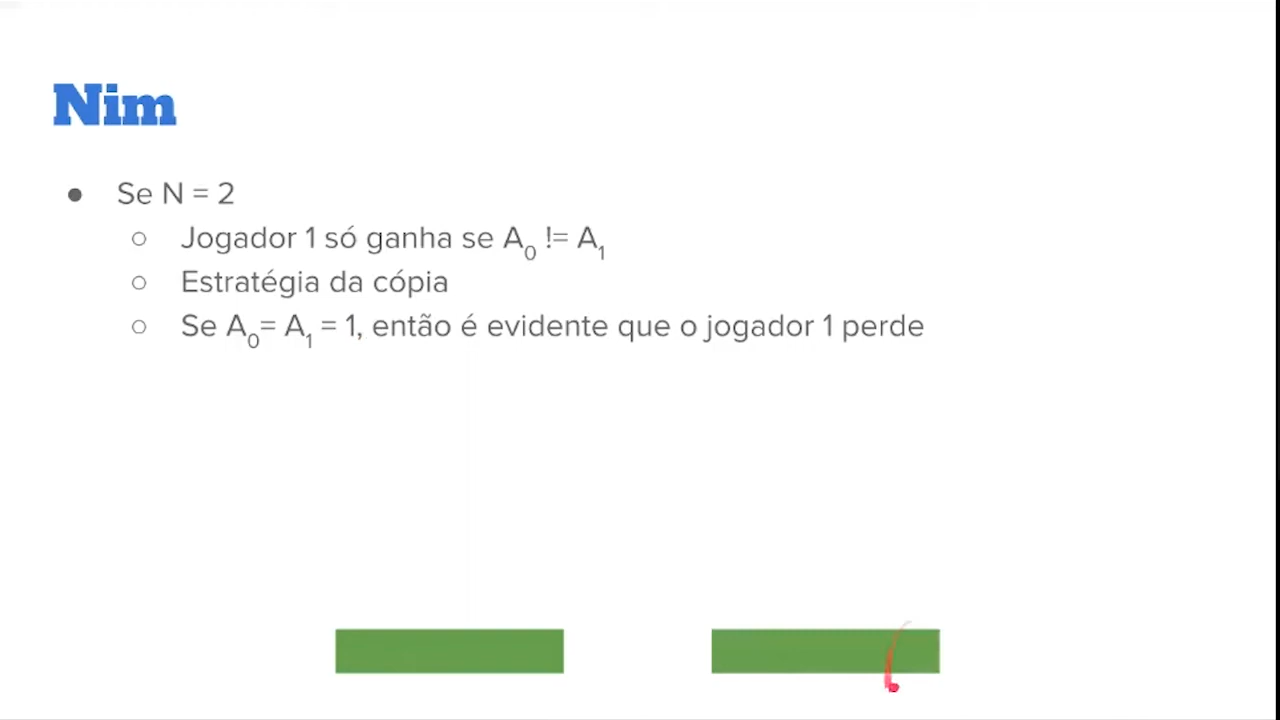 Nim
● Se N = 2
○ Jogador 1 só ganha se A₀ != A₁
○ Estratégia da cópia
○ Se A₀= A₁ = 1, então é evidente que o jogador 1 perde